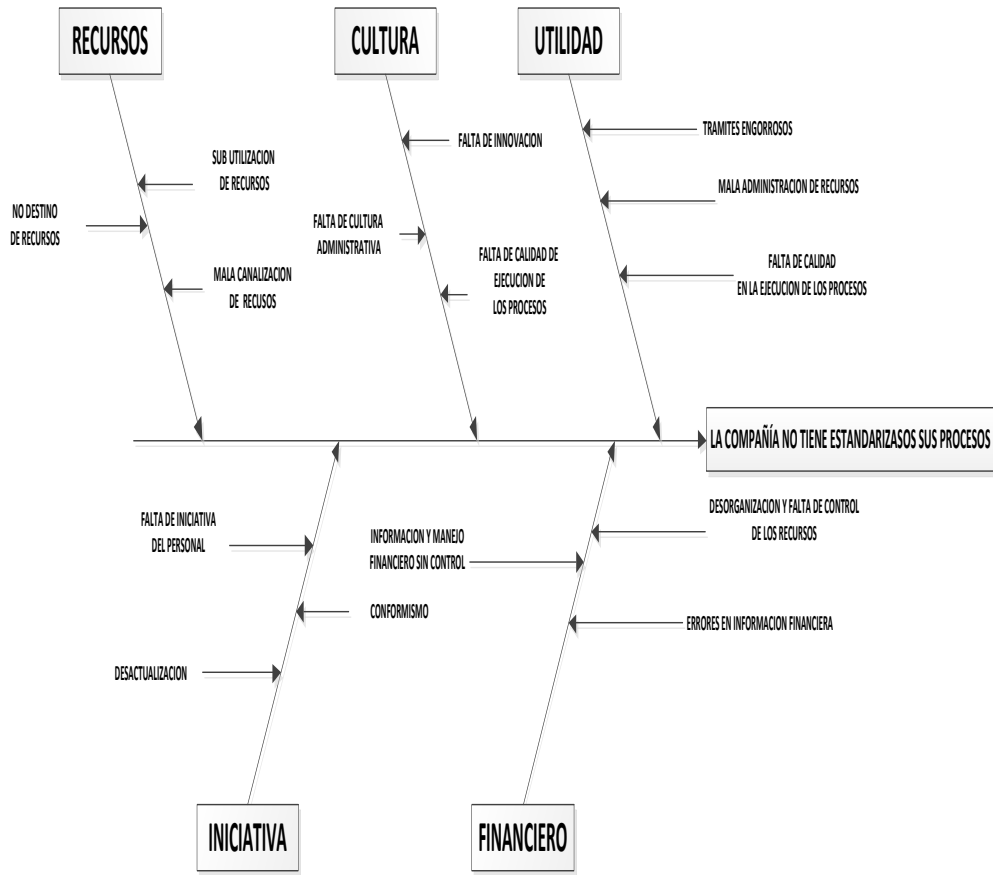 RECURSOS
CULTURA
UTILIDAD
TRAMITES ENGORROSOS
FALTA DE INNOVACION
SUB UTILIZACION
DE RECURSOS
MALA ADMINISTRACION DE RECURSOS
NO DESTINO
DE RECURSOS
FALTA DE CULTURA
ADMINISTRATIVA
FALTA DE CALIDAD DE
EJECUCION DE
LOS PROCESOS
FALTA DE CALIDAD
EN LA EJECUCION DE LOS PROCESOS
MALA CANALIZACION
DE RECUSOS
LA COMPAÑÍA NO TIENE ESTANDARIZASOS SUS PROCESOS
DESORGANIZACION Y FALTA DE CONTROL
DE LOS RECURSOS
FALTA DE INICIATIVA
DEL PERSONAL
INFORMACION Y MANEJO
FINANCIERO SIN CONTROL
CONFORMISMO
ERRORES EN INFORMACION FINANCIERA
DESACTUALIZACION
INICIATIVA
FINANCIERO